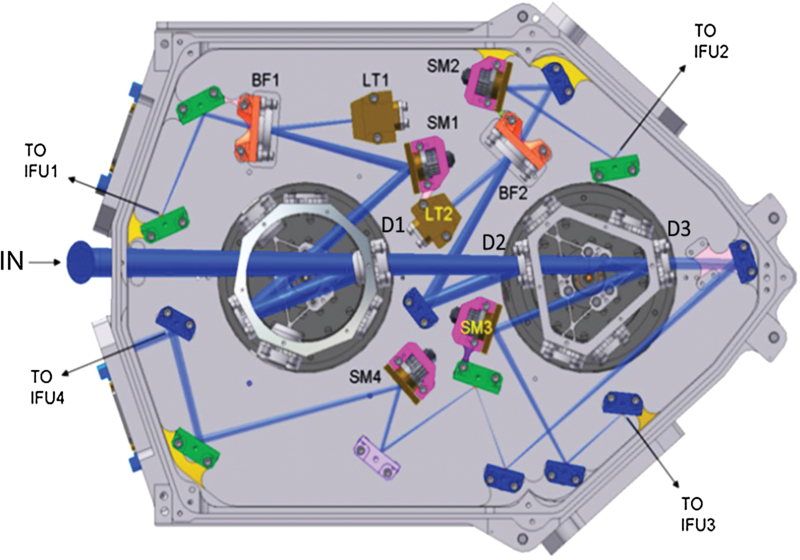 TO
IFU2
SM2
BF1
LT1
SM1
TO
IFU1
BF2
LT2
D1
D2
D3
IN
SM3
SM4
TO
IFU4
TO
IFU3